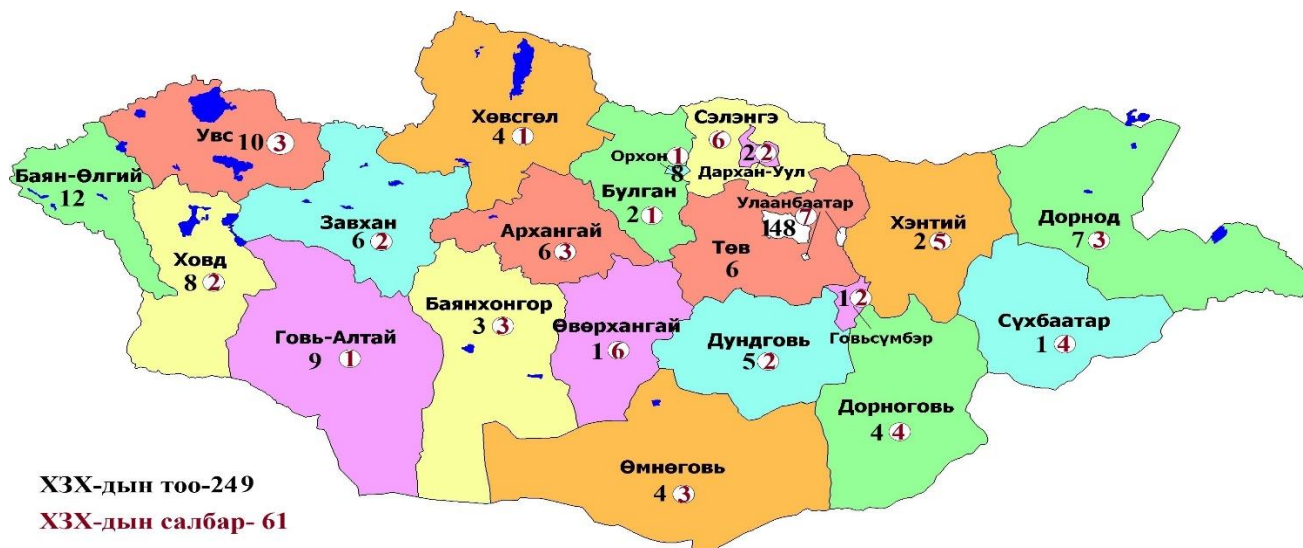 Хөвсгөл
4 1
Сэлэнгэ
6
Увс 10 3
Орхон 1
8
2 2
Дархан-Уул
Баян-Өлгий
12
Булган
2 1
Улаанбаатар
7
148
Завхан
6 2
Архангай
6 3
Төв
6
Хэнтий
2 5
Дорнод
7 3
Ховд
8 2
Баянхонгор
3 3
Говь-Алтай
9 1
Өвөрхангай
1 6
Дундговь
5 2
1 2
Говьсүмбэр
Сүхбаатар
1 4
Дорноговь
4 4
Өмнөговь
4 3
ХЗХ-дын тоо-249
ХЗХ-дын салбар- 61